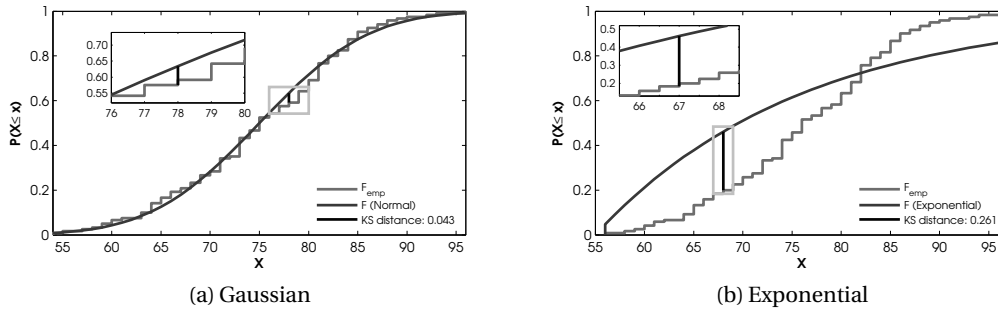 1
0.8
0.6
0.4
0.2
0
P(X≤ x)
55 60 65 70 75 80 85 90 95
X
0.70
0.65
0.60
0.55
76 77 78 79 80
F_emp
F (Normal)
KS distance: 0.043
(a) Gaussian
1
0.8
0.6
0.4
0.2
0
P(X≤ x)
55 60 65 70 75 80 85 90 95
X
0.4
0.3
0.2
66 67 68
F_emp
F (Exponential)
KS distance: 0.261
(b) Exponential